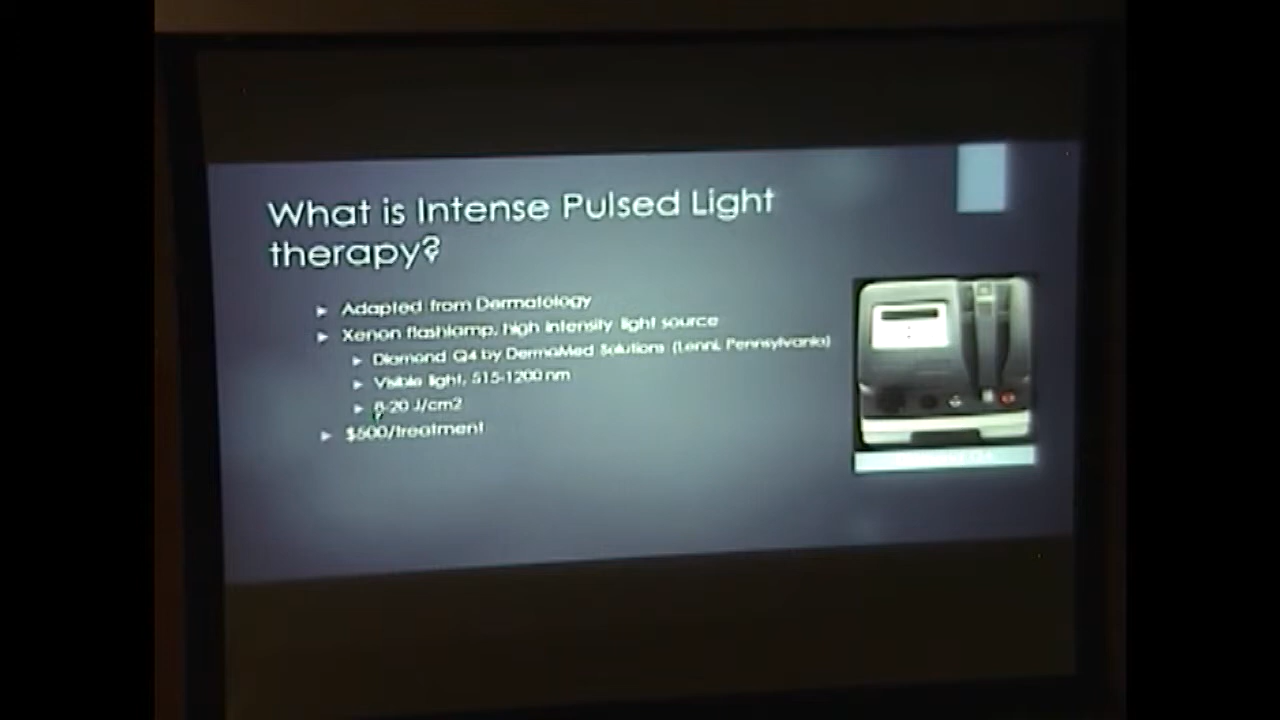 What is Intense Pulsed Light
therapy?
Adapted from Dermatology
Xenon flashlamp, high intensity light source
Diamond Q4 by DermaMed Solutions (Lenni, Pennsylvania)
Visible light, 515-1200 nm
8-20 J/cm2
$500/treatment